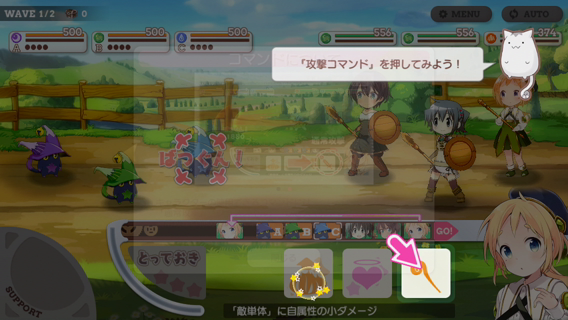 WAVE 1/2 0
MENU
AUTO
500 500 500 556 556 374
A B C
「攻撃コマンド」を押してみよう！
ばつぐん!
A B C GO!
とっておき
SUPPORT
「敵単体」に自属性の小ダメージ